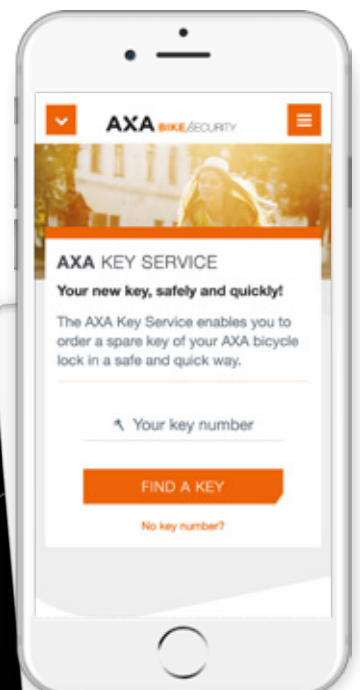 AXA BIKE/SECURITY
AXA KEY SERVICE
Your new key, safely and quickly!
The AXA Key Service enables you to
order a spare key of your AXA bicycle
lock in a safe and quick way.
Your key number
FIND A KEY
No key number?